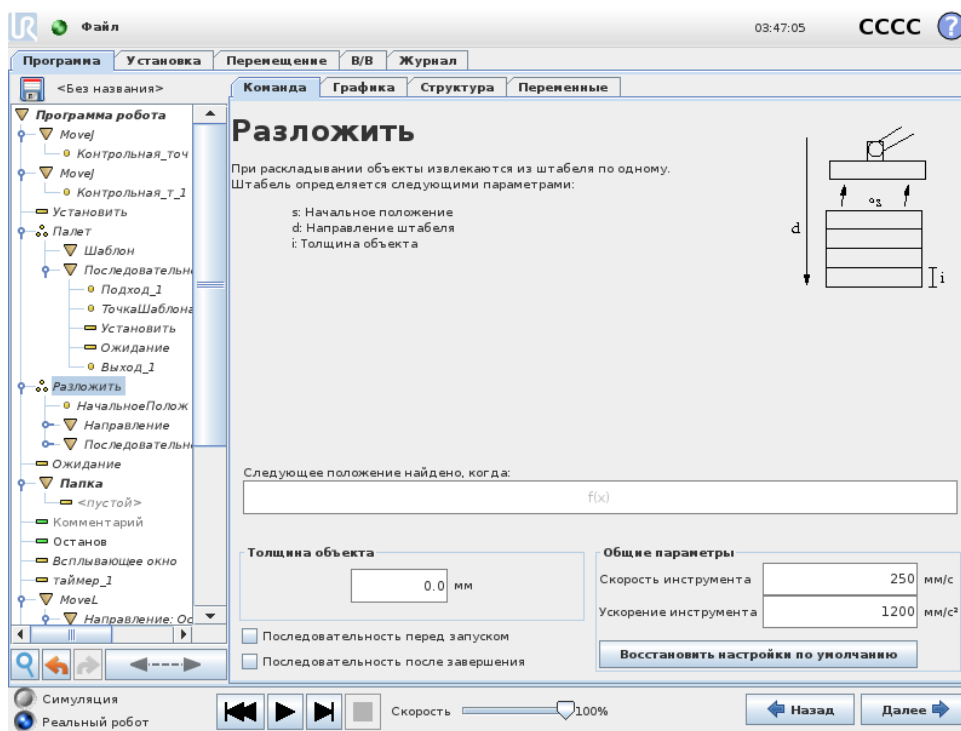 UR Файл 03:47:05 CCCC ?
Программа Установка Перемещение В/В Журнал
<Без названия>
Команда Графика Структура Переменные
Программа робота
MoveJ
Контрольная_точ
MoveJ
Контрольная_т_1
Установить
Палет
Шаблон
Последовательн
Подход_1
ТочкаШаблона
Установить
Ожидание
Выход_1
Разложить
НачальноеПолож
Направление
Последовательн
Ожидание
Папка
<пустой>
Комментарий
Останов
Всплывающее окно
таймер_1
MoveL
Направление: Ос
Разложить
При раскладывании объекты извлекаются из штабеля по одному.
Штабель определяется следующими параметрами:
s: Начальное положение
d: Направление штабеля
i: Толщина объекта
s
d
i
Следующее положение найдено, когда:
f(x)
Толщина объекта
0.0 мм
Последовательность перед запуском
Последовательность после завершения
Общие параметры
Скорость инструмента 250 мм/с
Ускорение инструмента 1200 мм/с²
Восстановить настройки по умолчанию
Симуляция
Реальный робот
Скорость 100%
Назад Далее